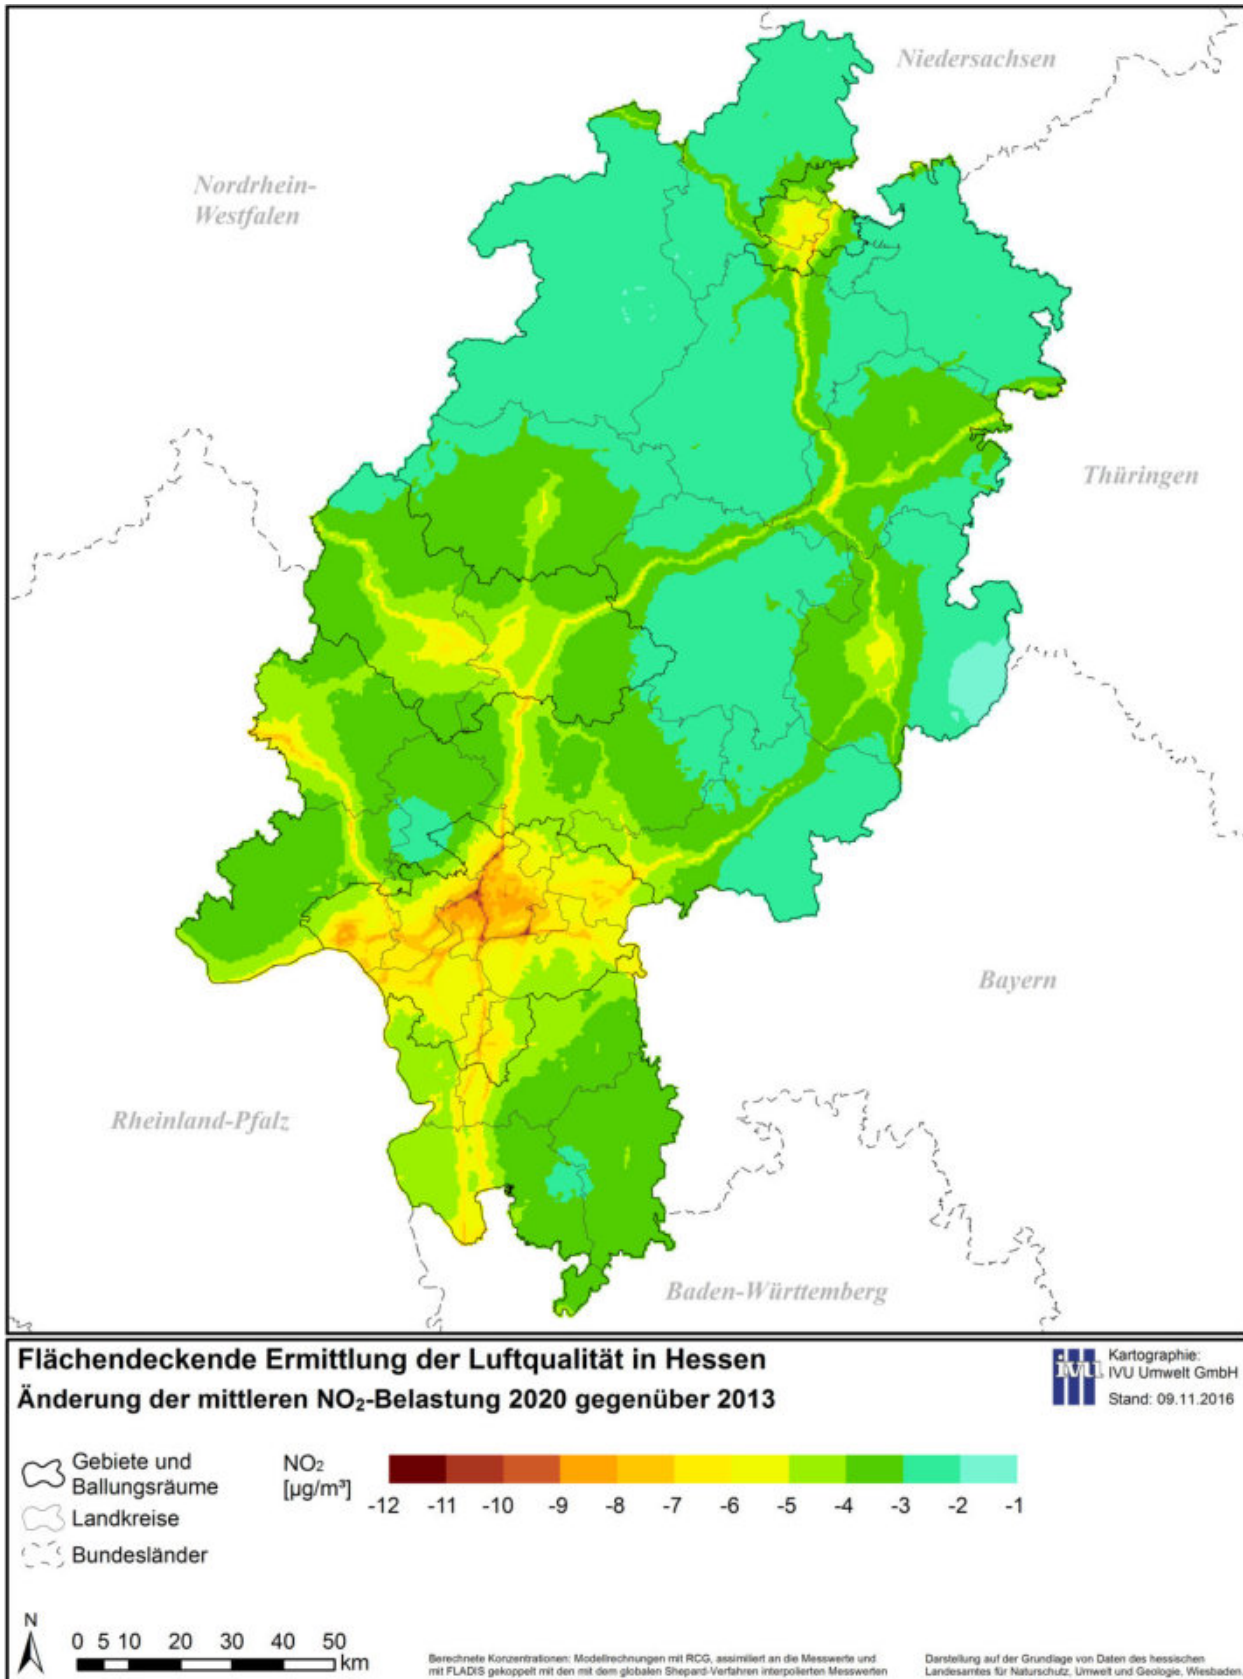 Niedersachsen
Nordrhein-
Westfalen
Thüringen
Bayern
Rheinland-Pfalz
Baden-Württemberg
Flächendeckende Ermittlung der Luftqualität in Hessen
Änderung der mittleren NO₂-Belastung 2020 gegenüber 2013
ivu
Kartographie:
IVU Umwelt GmbH
Stand: 09.11.2016
Gebiete und
Ballungsräume
Landkreise
Bundesländer
NO₂
[µg/m³]
-12 -11 -10 -9 -8 -7 -6 -5 -4 -3 -2 -1
N
0 5 10 20 30 40 50
km
Berechnete Konzentrationen: Modellrechnungen mit RCG, assimiliert an die Messwerte und
mit FLADIS gekoppelt mit den mit dem globalen Shepard-Verfahren interpolierten Messwerten
Darstellung auf der Grundlage von Daten des hessischen
Landesamtes für Naturschutz, Umwelt und Geologie, Wiesbaden